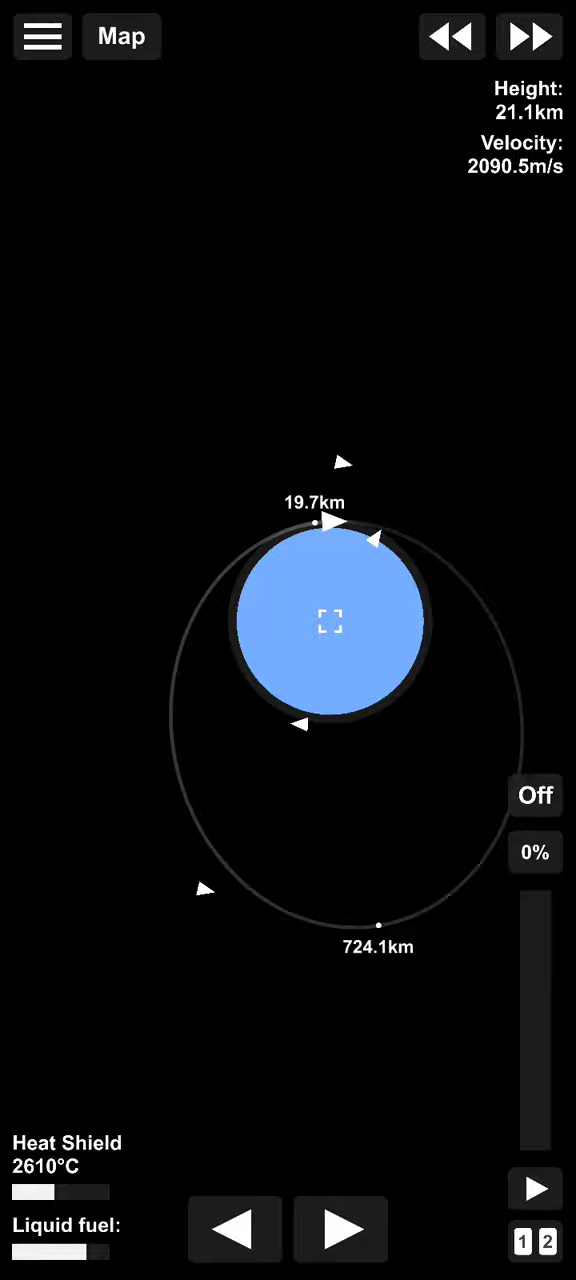 Map
Height:
21.1km
Velocity:
2090.5m/s
19.7km
Off
0%
724.1km
Heat Shield
2610°C
Liquid fuel:
1 2